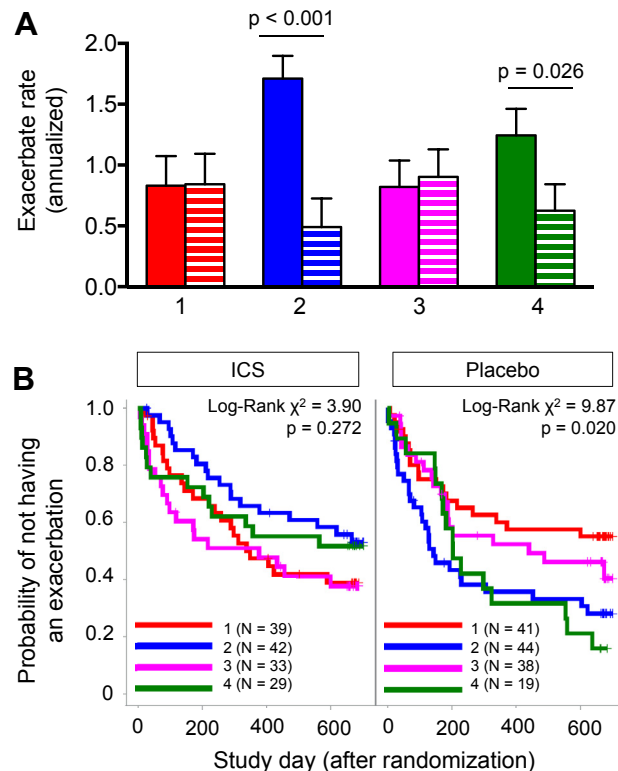 A
p < 0.001
p = 0.026
Exacerbate rate
(annualized)
2.0
1.5
1.0
0.5
0.0
1 2 3 4
B
ICS
Placebo
Log-Rank χ² = 3.90
p = 0.272
Log-Rank χ² = 9.87
p = 0.020
Probability of not having
an exacerbation
1.0
0.8
0.6
0.4
0.2
0
1 (N = 39)
2 (N = 42)
3 (N = 33)
4 (N = 29)
1 (N = 41)
2 (N = 44)
3 (N = 38)
4 (N = 19)
0 200 400 600
0 200 400 600
Study day (after randomization)